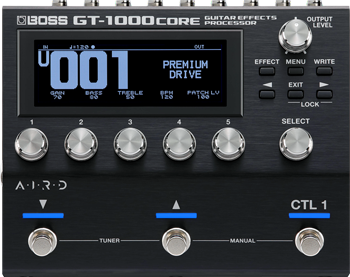 BOSS GT-1000CORE GUITAR EFFECTS PROCESSOR
OUTPUT LEVEL
IN ♩=120 OUT
U001 PREMIUM DRIVE
GAIN BASS TREBLE BPM PATCH LV
70 50 50 120 100
EFFECT MENU WRITE
EXIT
LOCK
1 2 3 4 5 SELECT
A·I·R·D
CTL 1
TUNER MANUAL